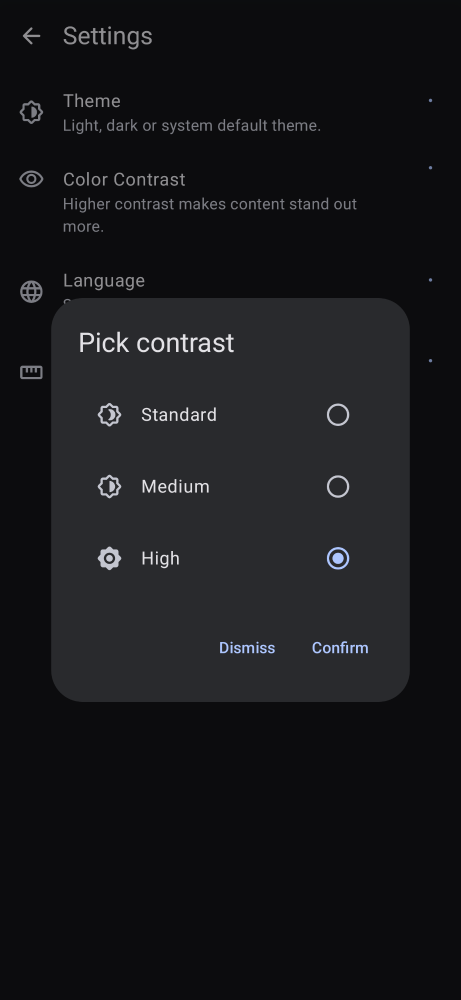 Settings
Theme
Light, dark or system default theme.
Color Contrast
Higher contrast makes content stand out
more.
Language
Pick contrast
Standard
Medium
High
Dismiss
Confirm